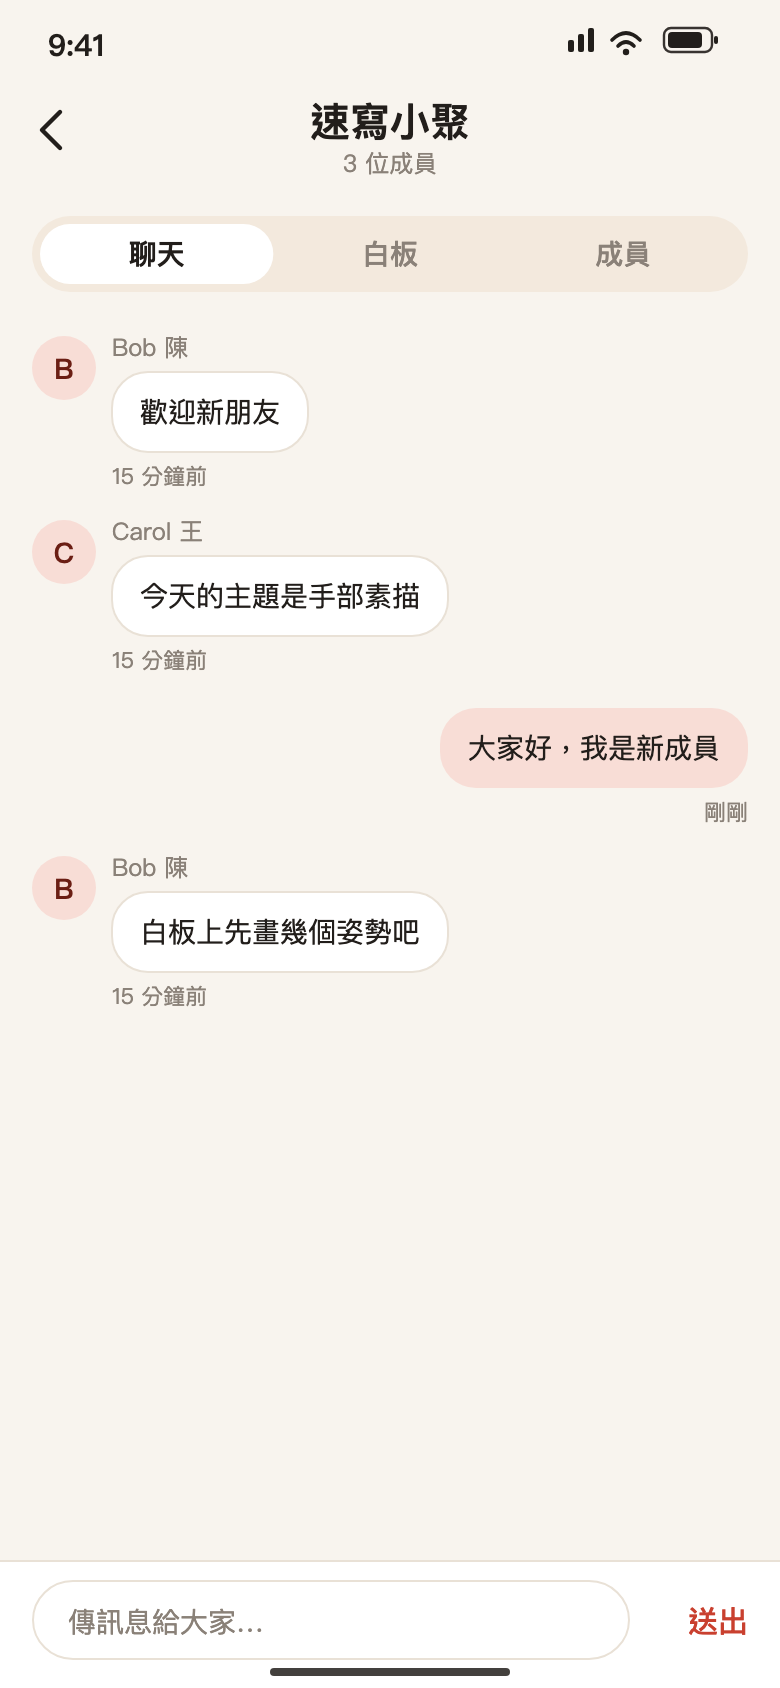 9:41
速寫小聚
3 位成員
聊天
白板
成員
Bob 陳
B
歡迎新朋友
15 分鐘前
Carol 王
C
今天的主題是手部素描
15 分鐘前
大家好，我是新成員
剛剛
Bob 陳
B
白板上先畫幾個姿勢吧
15 分鐘前
傳訊息給大家...
送出